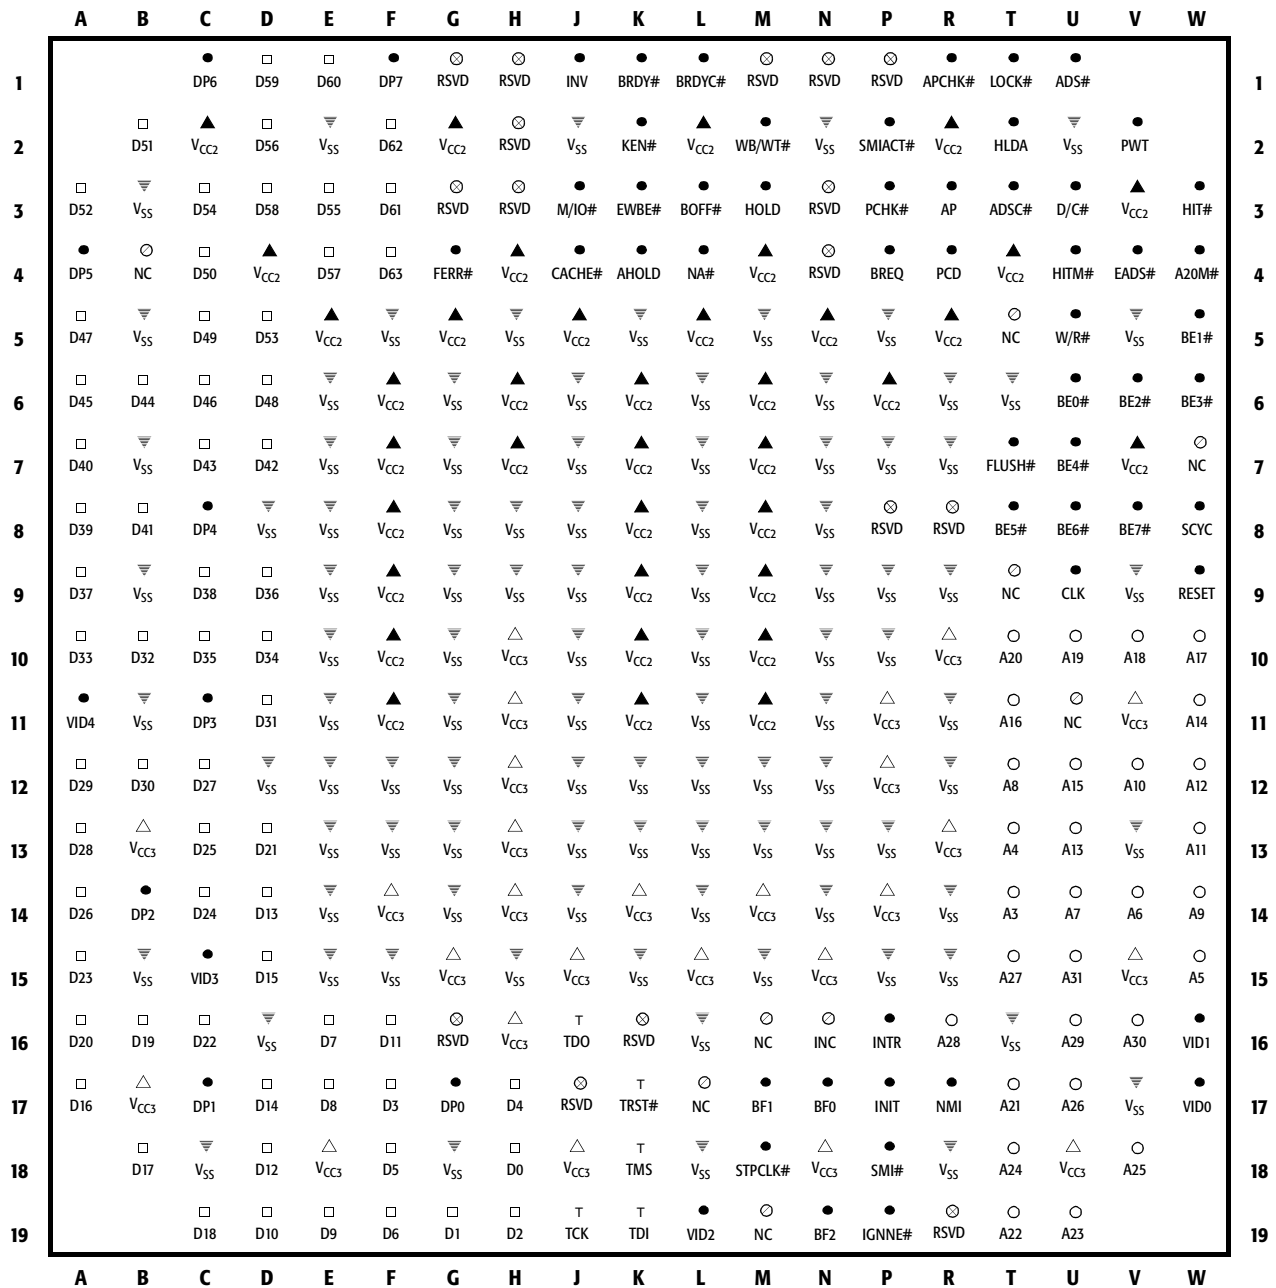 A B C D E F G H J K L M N P R T U V W
1 DP6 D59 D60 DP7 RSVD RSVD INV BRDY# BRDYC# RSVD RSVD RSVD APCHK# LOCK# ADS# 1
2 D51 VCC2 D56 VSS D62 VCC2 RSVD VSS KEN# VCC2 WB/WT# VSS SMIACT# VCC2 HLDA VSS PWT 2
3 D52 VSS D54 D58 D55 D61 RSVD RSVD M/IO# EWBE# BOFF# HOLD RSVD PCHK# AP ADSC# D/C# VCC2 HIT# 3
4 DP5 NC D50 VCC2 D57 D63 FERR# VCC2 CACHE# AHOLD NA# VCC2 RSVD BREQ PCD VCC2 HITM# EADS# A20M# 4
5 D47 VSS D49 D53 VCC2 VSS VCC2 VSS VCC2 VSS VCC2 VSS VCC2 VSS VCC2 NC W/R# VSS BE1# 5
6 D45 D44 D46 D48 VSS VCC2 VSS VCC2 VSS VCC2 VSS VCC2 VSS VCC2 VSS VSS BE0# BE2# BE3# 6
7 D40 VSS D43 D42 VSS VCC2 VSS VCC2 VSS VCC2 VSS VCC2 VSS VSS VSS FLUSH# BE4# VCC2 NC 7
8 D39 D41 DP4 VSS VSS VCC2 VSS VSS VSS VCC2 VSS VCC2 VSS RSVD RSVD BE5# BE6# BE7# SCYC 8
9 D37 VSS D38 D36 VSS VCC2 VSS VSS VSS VCC2 VSS VCC2 VSS VSS VSS NC CLK VSS RESET 9
10 D33 D32 D35 D34 VSS VCC2 VSS VCC3 VSS VCC2 VSS VCC2 VSS VSS VCC3 A20 A19 A18 A17 10
11 VID4 VSS DP3 D31 VSS VCC2 VSS VCC3 VSS VCC2 VSS VCC2 VSS VCC3 VSS A16 NC VCC3 A14 11
12 D29 D30 D27 VSS VSS VSS VSS VCC3 VSS VSS VSS VSS VSS VCC3 VSS A8 A15 A10 A12 12
13 D28 VCC3 D25 D21 VSS VSS VSS VCC3 VSS VSS VSS VSS VSS VSS VCC3 A4 A13 VSS A11 13
14 D26 DP2 D24 D13 VSS VCC3 VSS VCC3 VSS VCC3 VSS VCC3 VSS VCC3 VSS A3 A7 A6 A9 14
15 D23 VSS VID3 D15 VSS VSS VCC3 VSS VCC3 VSS VCC3 VSS VCC3 VSS VSS A27 A31 VCC3 A5 15
T
16 D20 D19 D22 VSS D7 D11 RSVD VCC3 TDO RSVD VSS NC INC INTR A28 VSS A29 A30 VID1 16
T
17 D16 VCC3 DP1 D14 D8 D3 DP0 D4 RSVD TRST# NC BF1 BF0 INIT NMI A21 A26 VSS VID0 17
T
18 D17 VSS D12 VCC3 D5 VSS D0 VCC3 TMS VSS STPCLK# VCC3 SMI# VSS A24 VCC3 A25 18
T T
19 D18 D10 D9 D6 D1 D2 TCK TDI VID2 NC BF2 IGNNE# RSVD A22 A23 19
A B C D E F G H J K L M N P R T U V W